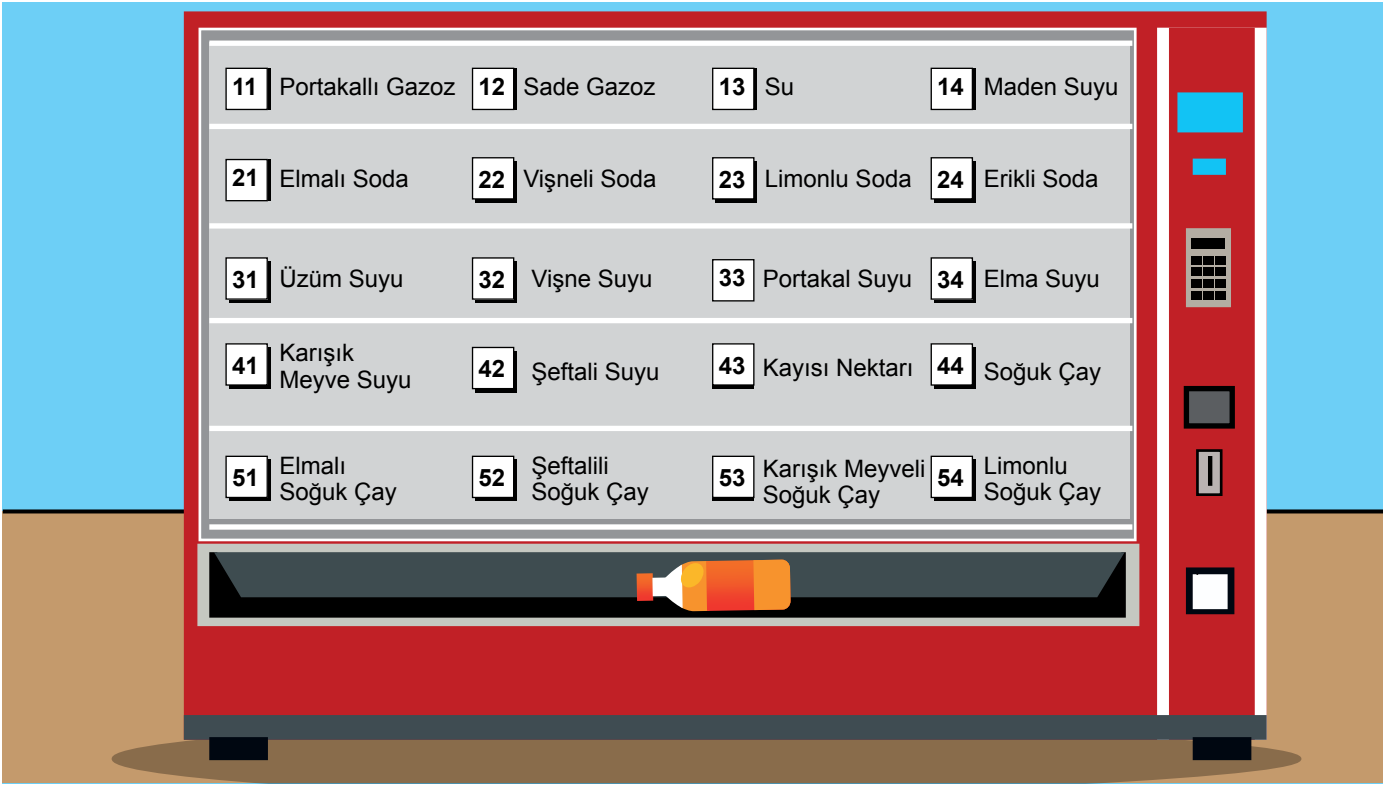 11 Portakallı Gazoz 12 Sade Gazoz 13 Su 14 Maden Suyu
21 Elmalı Soda 22 Vişneli Soda 23 Limonlu Soda 24 Erikli Soda
31 Üzüm Suyu 32 Vişne Suyu 33 Portakal Suyu 34 Elma Suyu
41 Karışık
Meyve Suyu 42 Şeftali Suyu 43 Kayısı Nektarı 44 Soğuk Çay
51 Elmalı
Soğuk Çay 52 Şeftalili
Soğuk Çay 53 Karışık Meyveli
Soğuk Çay 54 Limonlu
Soğuk Çay